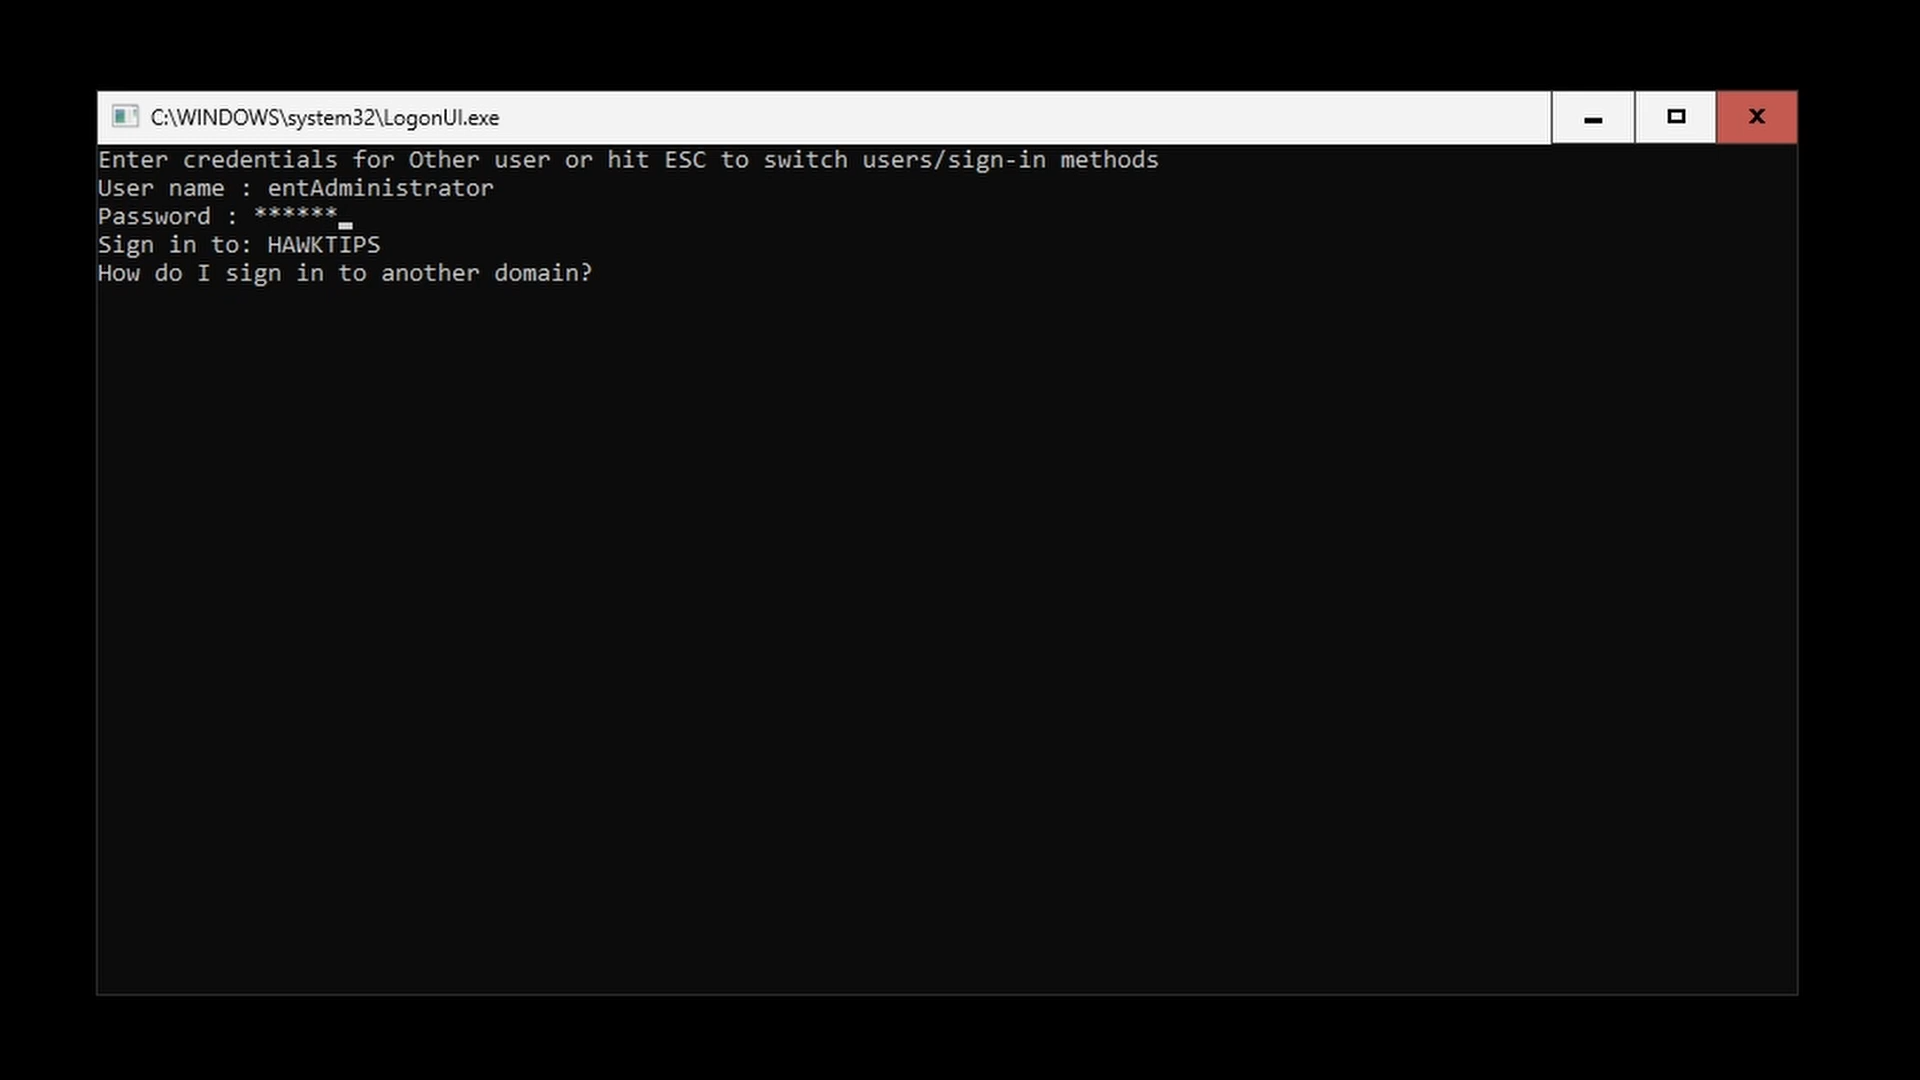 C:\WINDOWS\system32\LogonUI.exe
Enter credentials for Other user or hit ESC to switch users/sign-in methods
User name : entAdministrator
Password : ******
Sign in to: HAWKTIPS
How do I sign in to another domain?